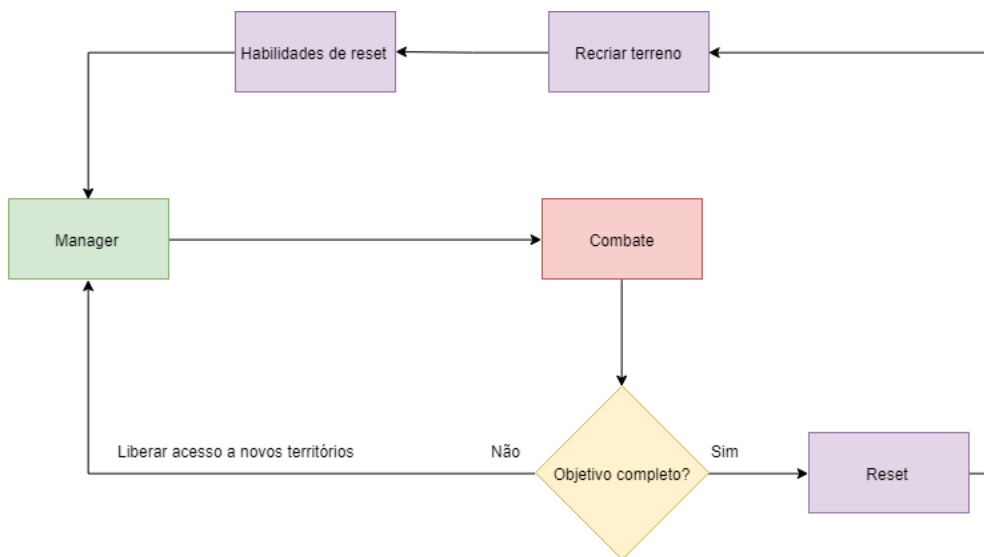 Habilidades de reset
Recriar terreno
Manager
Combate
Liberar acesso a novos territórios
Não
Sim
Objetivo completo?
Reset